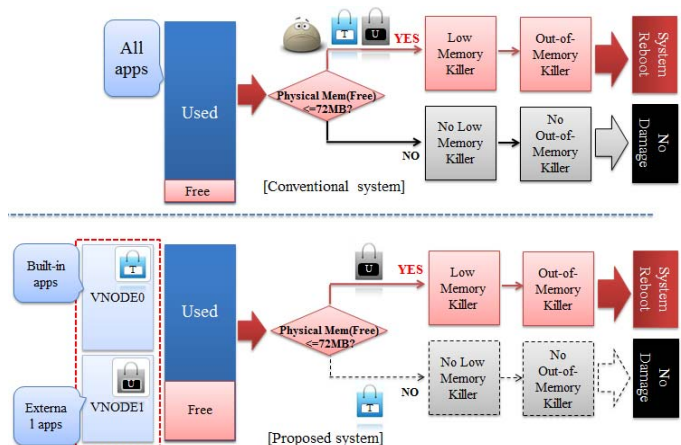 All
apps
Used
Free
T
U
YES
Physical Mem(Free)
<=72MB?
NO
Low
Memory
Killer
Out-of-
Memory
Killer
System
Reboot
No Low
Memory
Killer
No
Out-of-
Memory
Killer
No
Damage
[Conventional system]
Built-in
apps
T
VNODE0
U
VNODE1
Externa
l apps
Used
Free
U
YES
Physical Mem(Free)
<=72MB?
NO
T
Low
Memory
Killer
Out-of-
Memory
Killer
System
Reboot
No Low
Memory
Killer
No
Out-of-
Memory
Killer
No
Damage
[Proposed system]